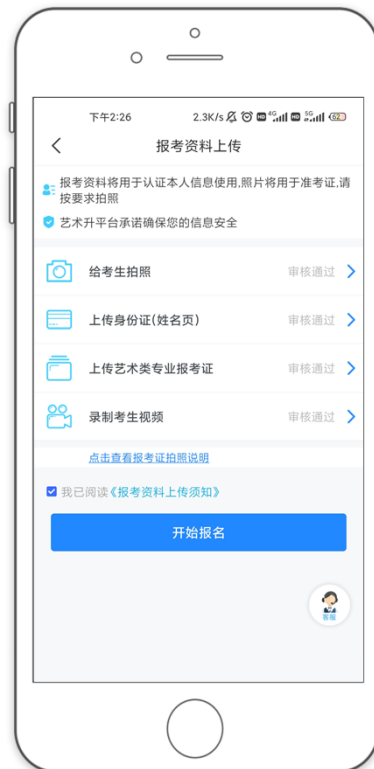 下午2:26 2.3K/s HD 4G HD 5G 62
报考资料上传
报考资料将用于认证本人信息使用,照片将用于准考证,请
按要求拍照
艺术升平台承诺确保您的信息安全
给考生拍照 审核通过
上传身份证(姓名页) 审核通过
上传艺术类专业报考证 审核通过
录制考生视频 审核通过
点击查看报考证拍照说明
我已阅读《报考资料上传须知》
开始报名
客服